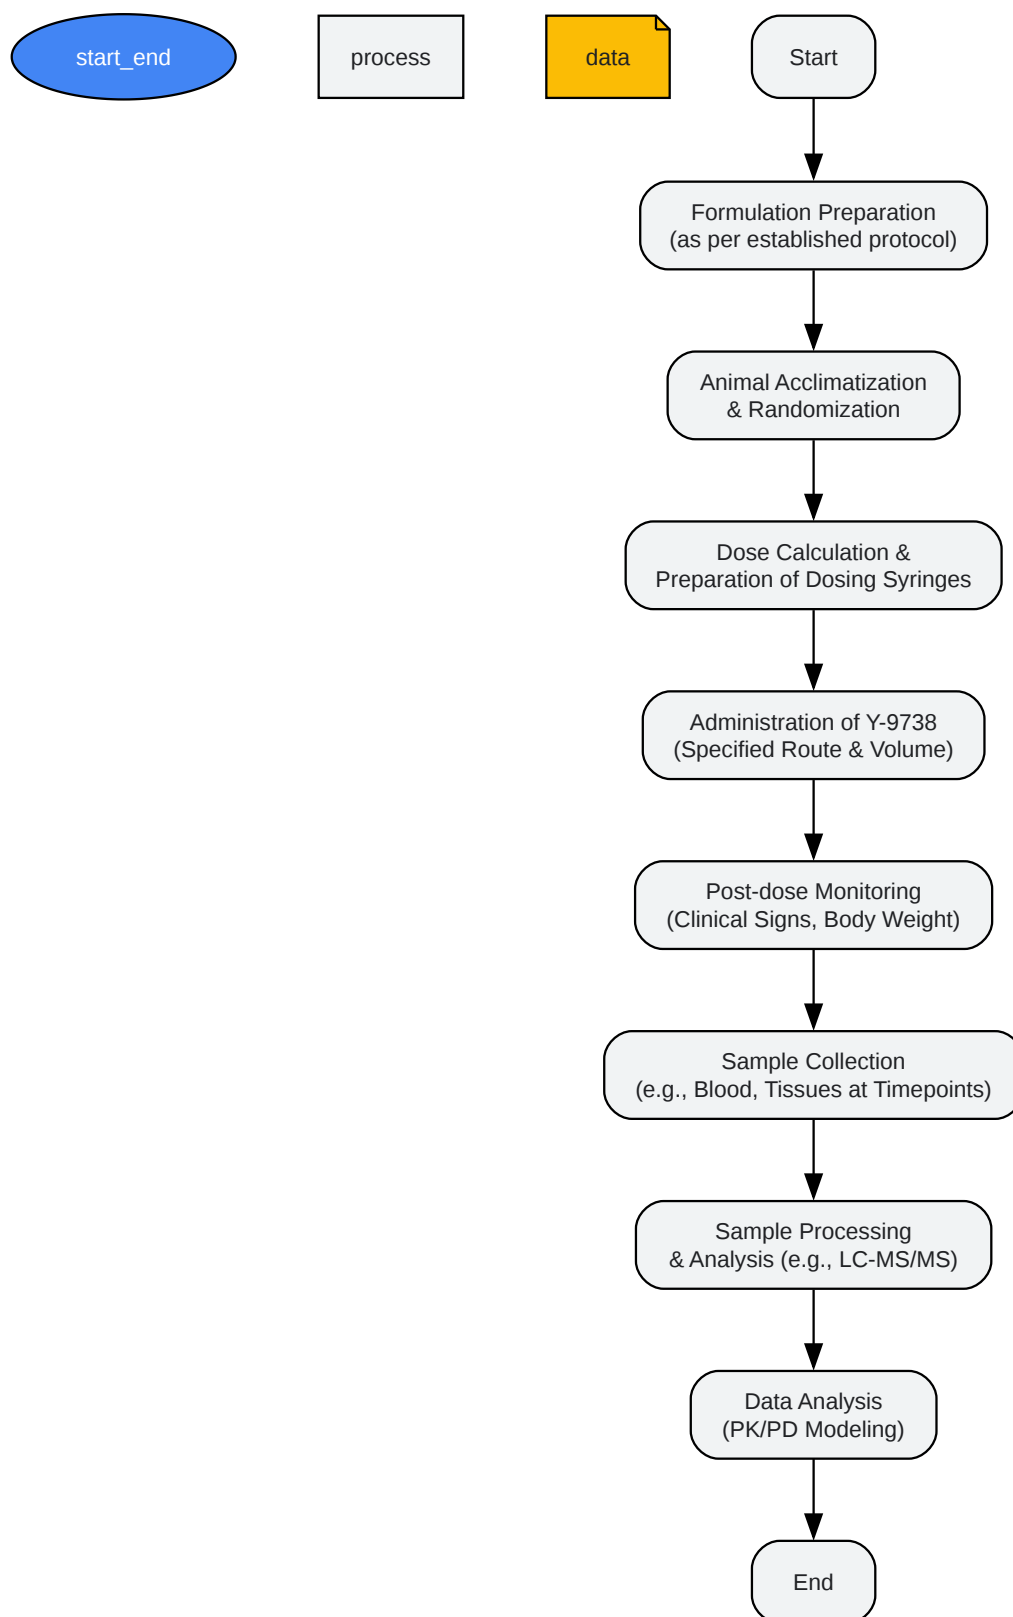 start_end
process
data
Start
Formulation Preparation
(as per established protocol)
Animal Acclimatization
& Randomization
Dose Calculation &
Preparation of Dosing Syringes
Administration of Y-9738
(Specified Route & Volume)
Post-dose Monitoring
(Clinical Signs, Body Weight)
Sample Collection
(e.g., Blood, Tissues at Timepoints)
Sample Processing
& Analysis (e.g., LC-MS/MS)
Data Analysis
(PK/PD Modeling)
End